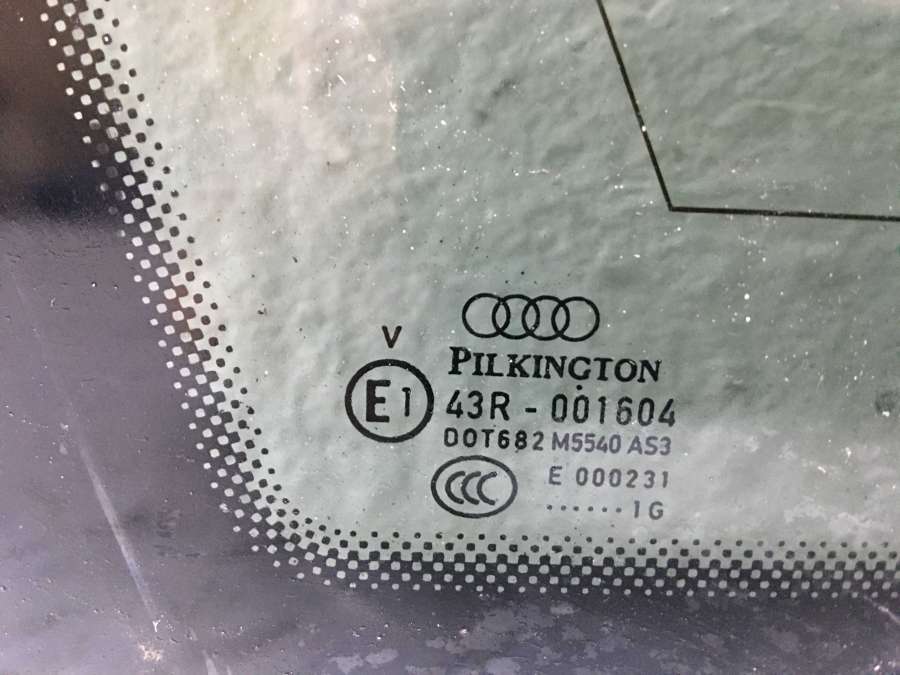 V
PILKINGTON
E1 43R - 001604
DOT682 M5540 AS3
CCC E 000231
....... 1G